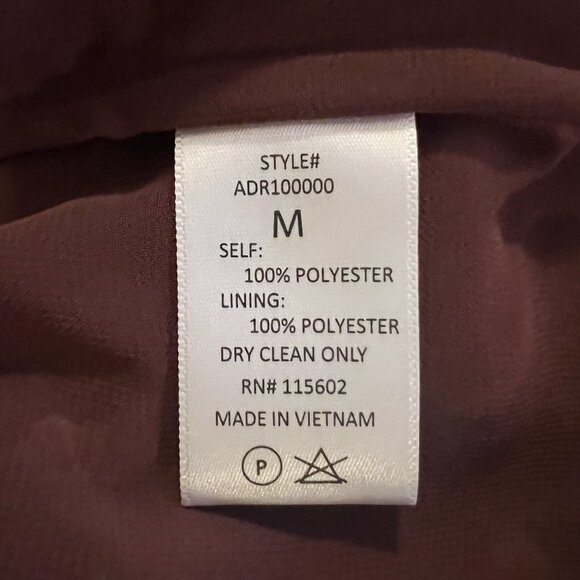 STYLE#
ADR100000
M
SELF:
100% POLYESTER
LINING:
100% POLYESTER
DRY CLEAN ONLY
RN# 115602
MADE IN VIETNAM
P